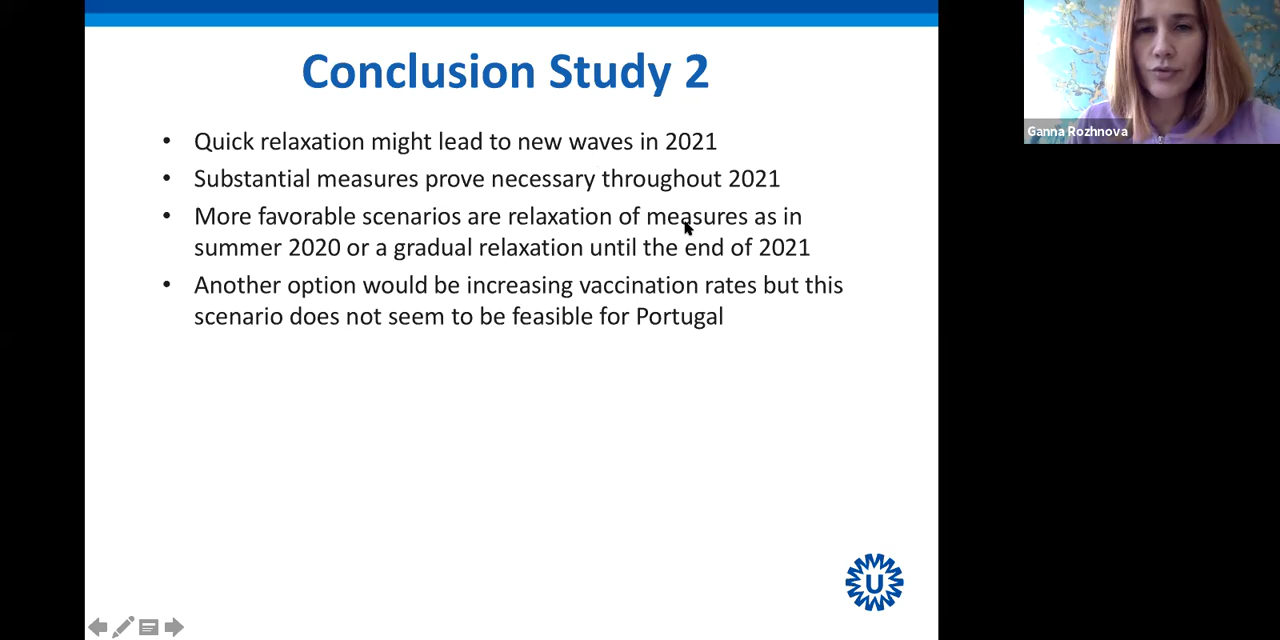 Conclusion Study 2
• Quick relaxation might lead to new waves in 2021
• Substantial measures prove necessary throughout 2021
• More favorable scenarios are relaxation of measures as in
summer 2020 or a gradual relaxation until the end of 2021
• Another option would be increasing vaccination rates but this
scenario does not seem to be feasible for Portugal
U
Ganna Rozhnova